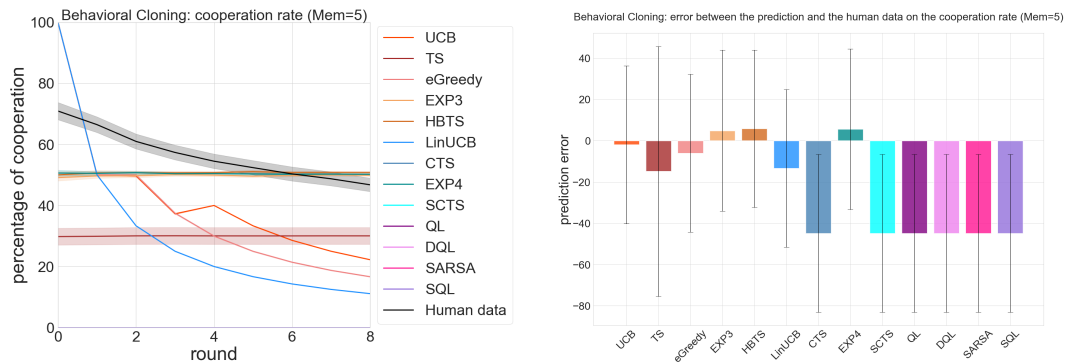 Behavioral Cloning: cooperation rate (Mem=5)
percentage of cooperation
100
80
60
40
20
0
0 2 4 6 8
round
UCB
TS
eGreedy
EXP3
HBTS
LinUCB
CTS
EXP4
SCTS
QL
DQL
SARSA
SQL
Human data
Behavioral Cloning: error between the prediction and the human data on the cooperation rate (Mem=5)
prediction error
40
20
0
−20
−40
−60
−80
UCB TS eGreedy EXP3 HBTS LinUCB CTS EXP4 SCTS QL DQL SARSA SQL